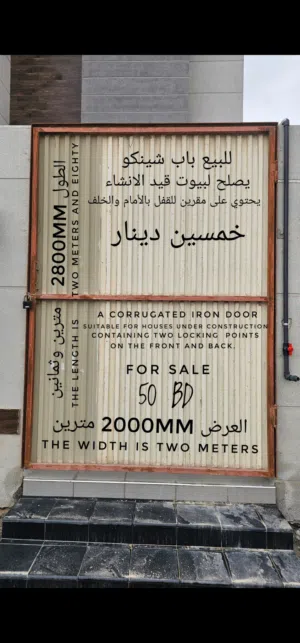 للبيع باب شينكو
يصلح لبيوت قيد الانشاء
يحتوي على مقرين للقفل بالأمام والخلف
خمسين دينار
الطول 2800MM مترين وثمانين
THE LENGTH IS TWO METERS AND EIGHTY
A CORRUGATED IRON DOOR
SUITABLE FOR HOUSES UNDER CONSTRUCTION
CONTAINING TWO LOCKING POINTS
ON THE FRONT AND BACK.
FOR SALE
50 BD
العرض 2000MM مترين
THE WIDTH IS TWO METERS